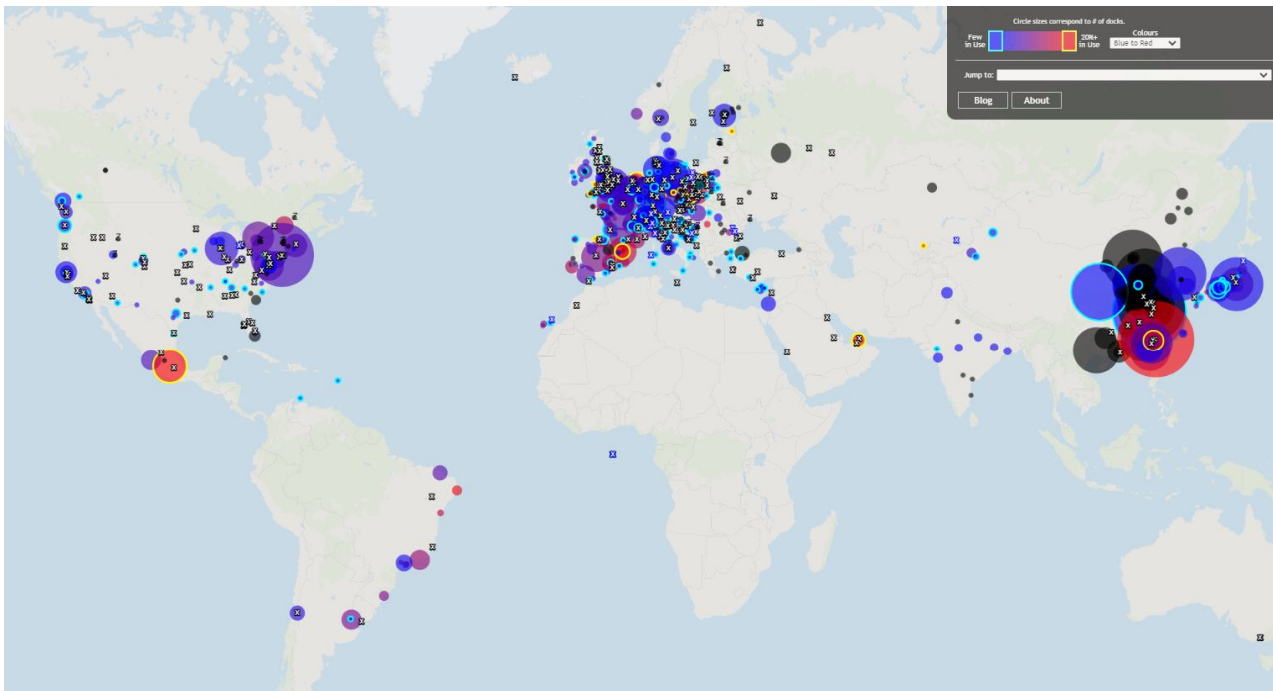 Circle sizes correspond to # of docks.
Few
in Use
20%+
in Use
Colours
Blue to Red
Jump to:
Blog
About